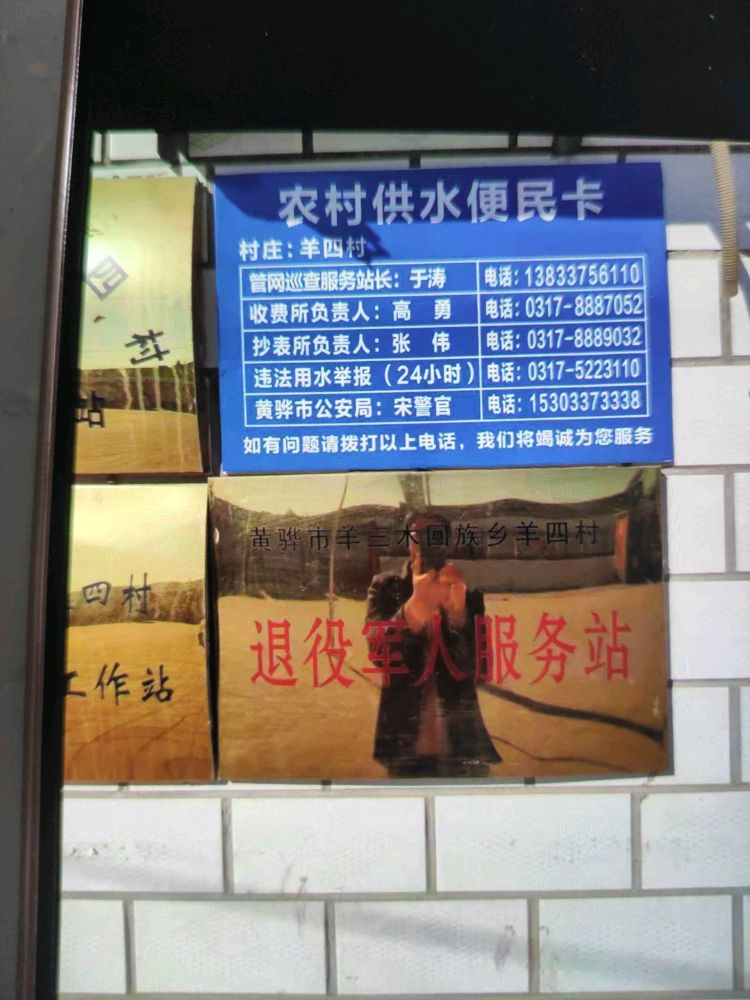 农村供水便民卡
村庄：羊四村
管网巡查服务站长：于涛 电话：13833756110
收费所负责人：高 勇 电话：0317-8887052
抄表所负责人：张 伟 电话：0317-8889032
违法用水举报（24小时） 电话：0317-5223110
黄骅市公安局：宋警官 电话：15303373338
如有问题请拨打以上电话，我们将竭诚为您服务
四村
站
黄骅市羊三木回族乡羊四村
退役军人服务站
四村
工作站